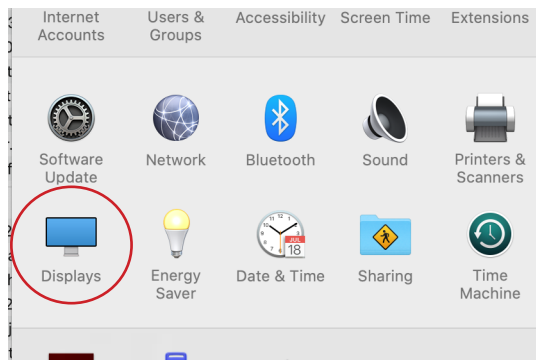 Internet Accounts
Users & Groups
Accessibility
Screen Time
Extensions
Software Update
Network
Bluetooth
Sound
Printers & Scanners
Displays
Energy Saver
Date & Time
JUL
18
Sharing
Time Machine